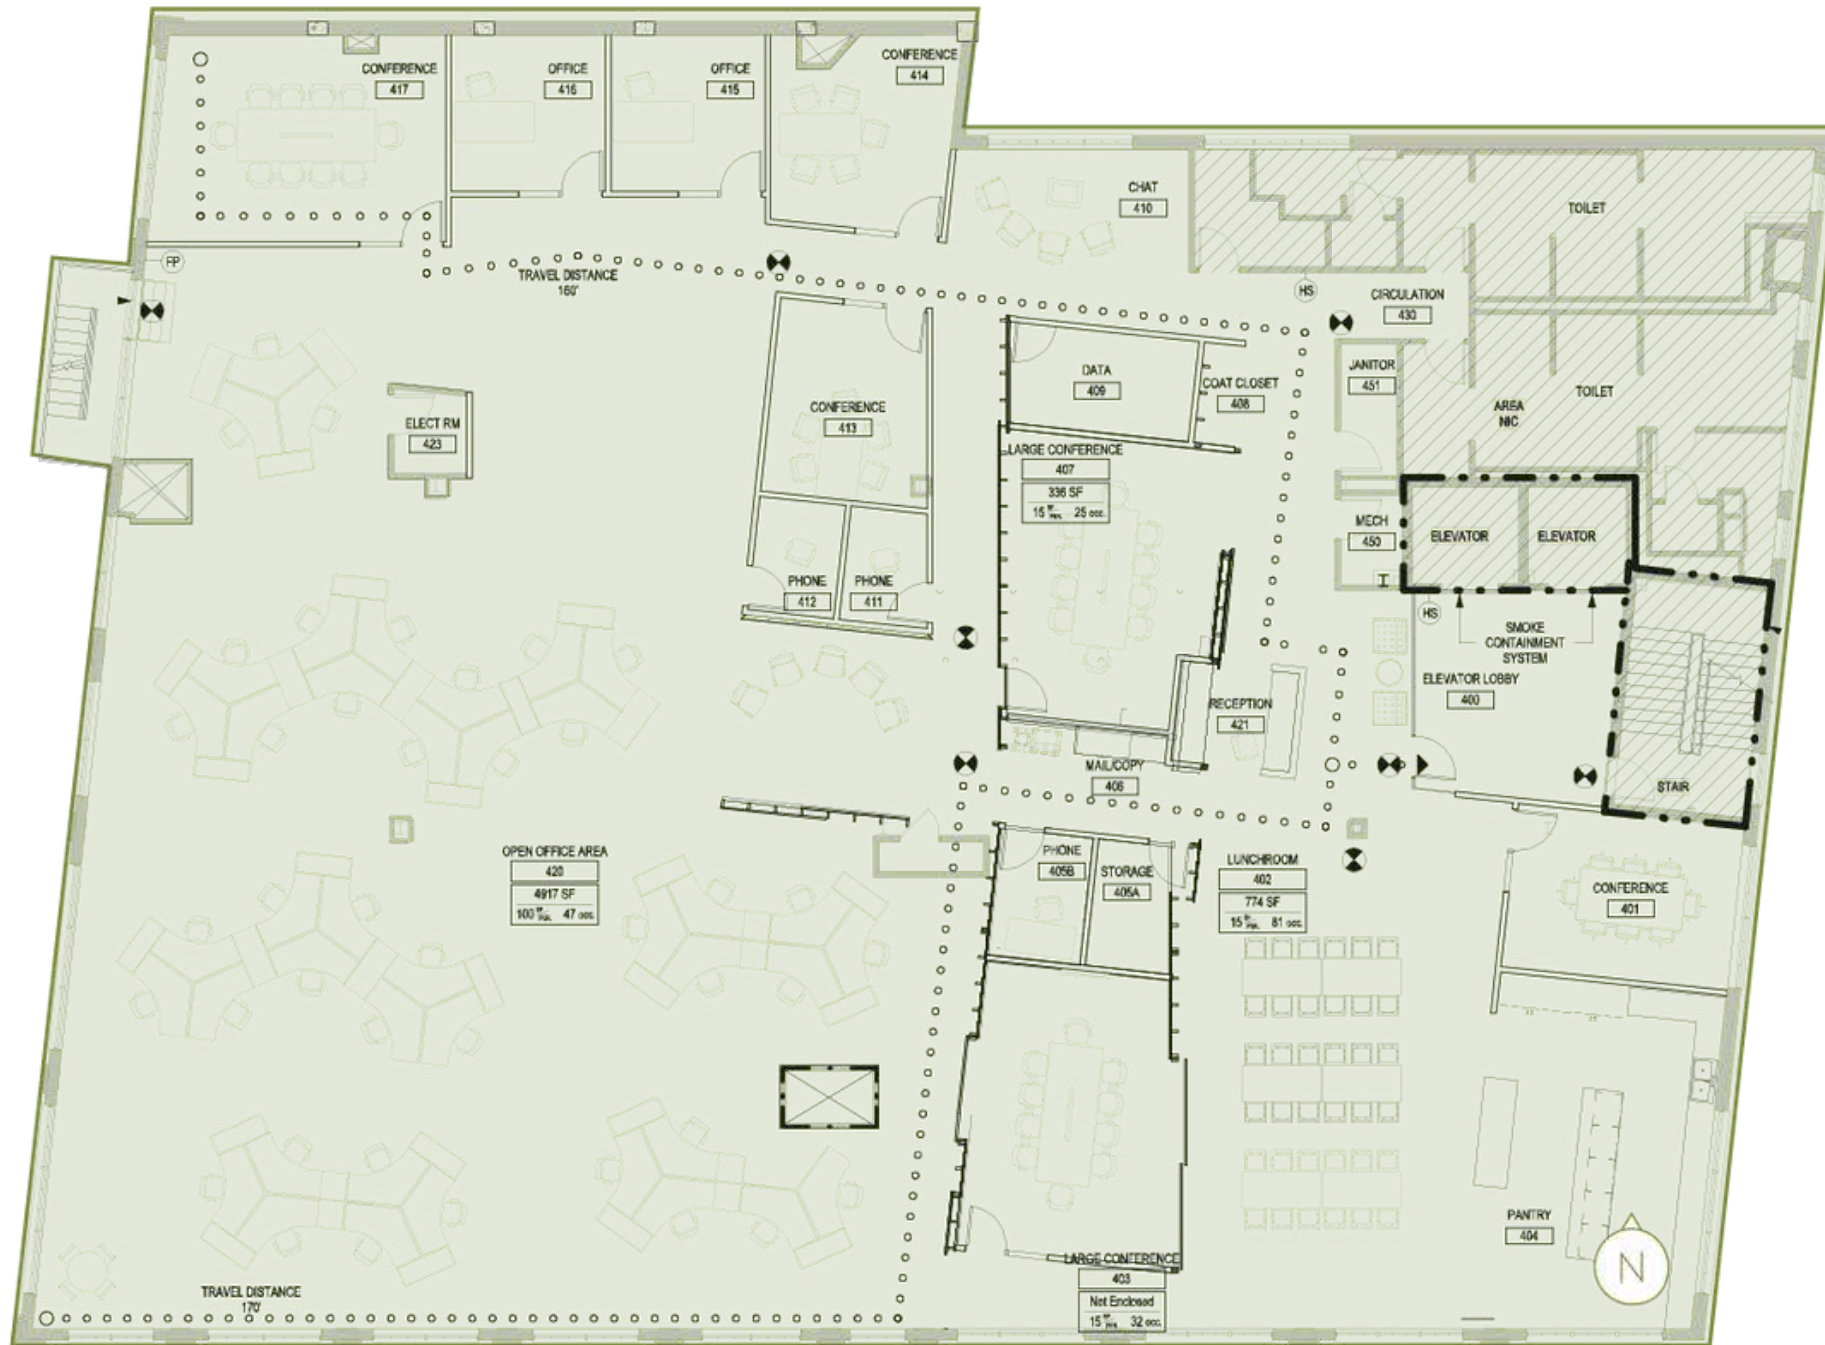 CONFERENCE
417
OFFICE
416
OFFICE
415
CONFERENCE
414
CHAT
410
TOILET
FP
TRAVEL DISTANCE
160'
HS
CIRCULATION
430
JANITOR
451
TOILET
AREA
NIC
DATA
409
COAT CLOSET
408
ELECT RM
423
CONFERENCE
413
LARGE CONFERENCE
407
336 SF
15 25 occ.
MECH
450
ELEVATOR
ELEVATOR
PHONE
412
PHONE
411
HS
SMOKE
CONTAINMENT
SYSTEM
ELEVATOR LOBBY
400
RECEPTION
421
MAIL/COPY
406
STAIR
OPEN OFFICE AREA
420
4917 SF
100 47 occ.
PHONE
405B
STORAGE
405A
LUNCHROOM
402
774 SF
15 81 occ.
CONFERENCE
401
PANTRY
404
N
LARGE CONFERENCE
403
Not Enclosed
15 32 occ.
TRAVEL DISTANCE
170'